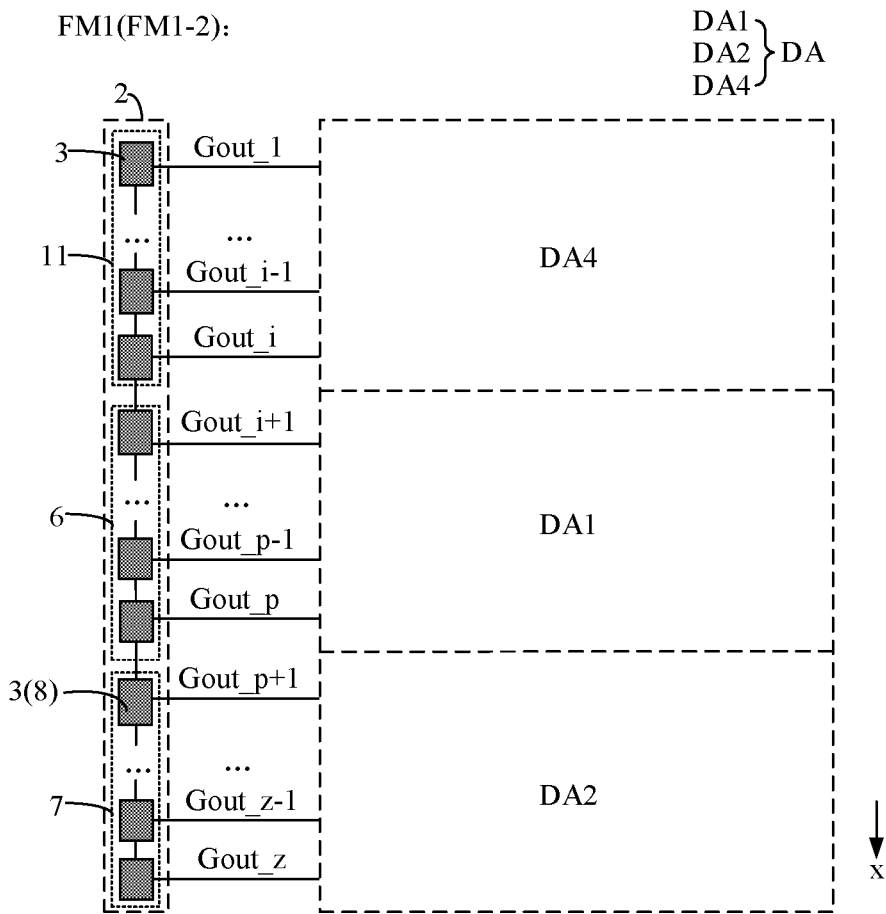 FM1(FM1-2):
DA1
DA2
DA4
DA
2
3
Gout_1
...
...
11
Gout_i-1
DA4
Gout_i
Gout_i+1
...
...
6
Gout_p-1
DA1
Gout_p
3(8)
Gout_p+1
...
...
7
Gout_z-1
DA2
Gout_z
x